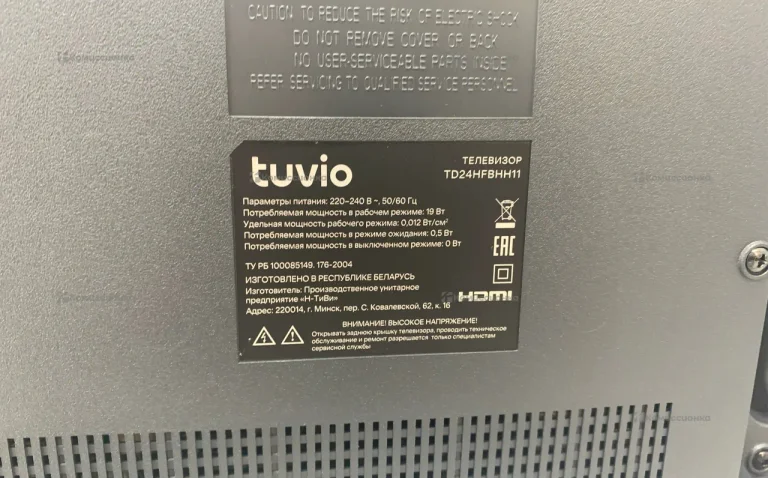 CAUTION TO REDUCE THE RISK OF ELECTRIC SHOCK
DO NOT REMOVE COVER OR BACK
NO USER-SERVICEABLE PARTS INSIDE
REFER SERVICING TO QUALIFIED SERVICE PERSONNEL
tuvio
ТЕЛЕВИЗОР
TD24HFBHH11
Параметры питания: 220–240 В ~, 50/60 Гц
Потребляемая мощность в рабочем режиме: 19 Вт
Удельная мощность рабочего режима: 0,012 Вт/см²
Потребляемая мощность в режиме ожидания: 0,5 Вт
Потребляемая мощность в выключенном режиме: 0 Вт
EAC
ТУ РБ 100085149. 176-2004
ИЗГОТОВЛЕНО В РЕСПУБЛИКЕ БЕЛАРУСЬ
Изготовитель: Производственное унитарное
предприятие «Н-ТиВи»
HDMI
Адрес: 220014, г. Минск, пер. С. Ковалевской, 62, к. 16
ВНИМАНИЕ! ВЫСОКОЕ НАПРЯЖЕНИЕ!
Открывать заднюю крышку телевизора, проводить техническое
обслуживание и ремонт разрешается только специалистам
сервисной службы